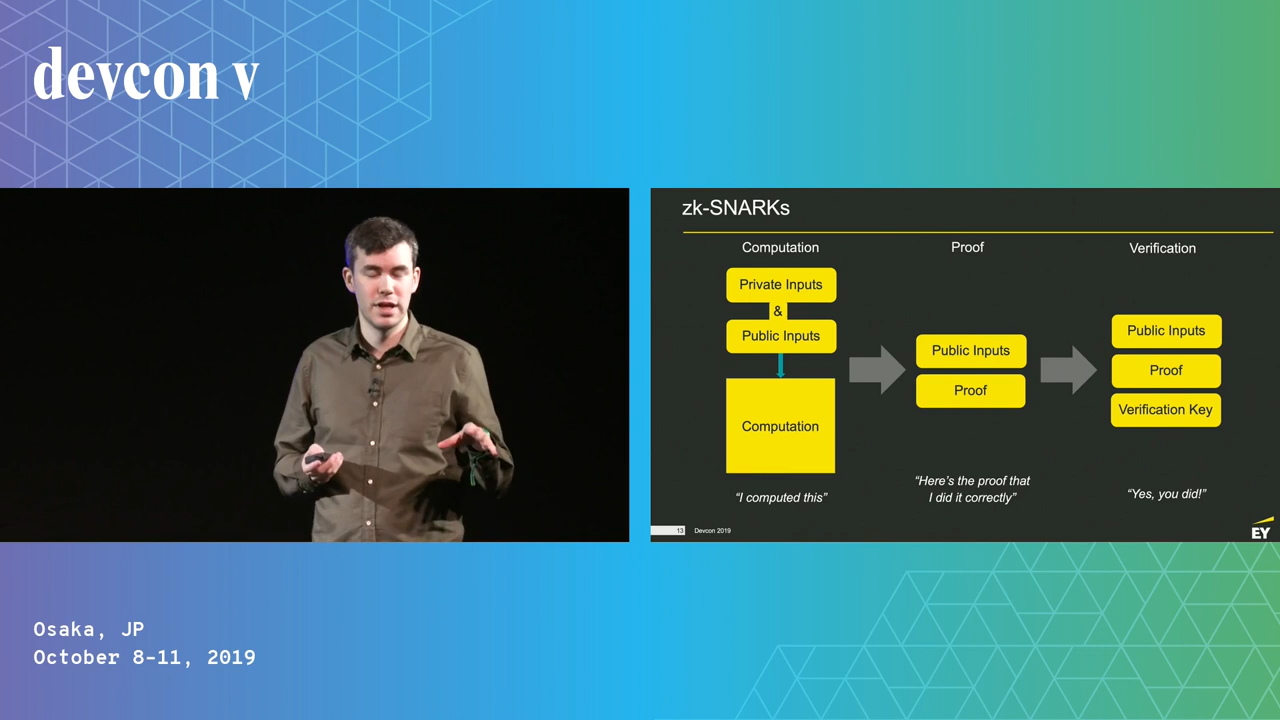 devcon v
zk-SNARKs
Computation
Private Inputs
&
Public Inputs
Computation
“I computed this”
Proof
Public Inputs
Proof
“Here’s the proof that
I did it correctly”
Verification
Public Inputs
Proof
Verification Key
“Yes, you did!”
13
Devcon 2019
EY
Osaka, JP
October 8-11, 2019